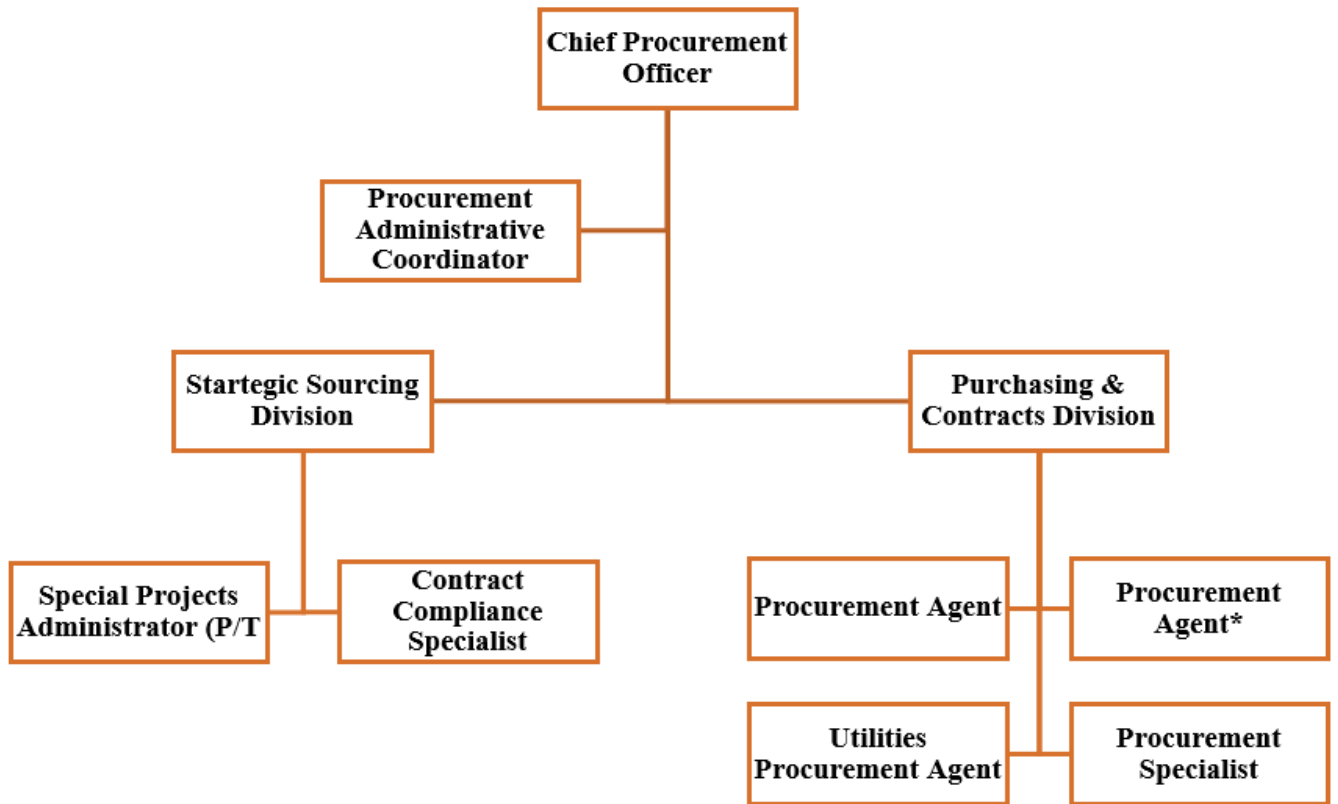 Chief Procurement
Officer
Procurement
Administrative
Coordinator
Startegic Sourcing
Division
Purchasing &
Contracts Division
Special Projects
Administrator (P/T
Contract
Compliance
Specialist
Procurement Agent
Procurement
Agent*
Utilities
Procurement Agent
Procurement
Specialist